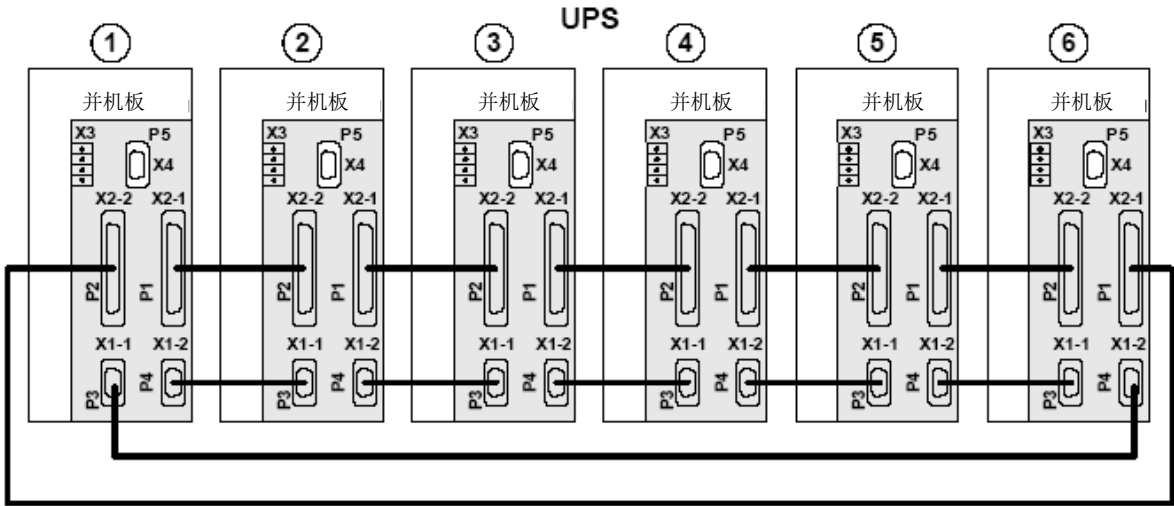 UPS
1 2 3 4 5 6
并机板 并机板 并机板 并机板 并机板 并机板
X3 P5 X3 P5 X3 P5 X3 P5 X3 P5 X3 P5
X4 X4 X4 X4 X4 X4
X2-2 X2-1 X2-2 X2-1 X2-2 X2-1 X2-2 X2-1 X2-2 X2-1 X2-2 X2-1
P2 P1 P2 P1 P2 P1 P2 P1 P2 P1 P2 P1
X1-1 X1-2 X1-1 X1-2 X1-1 X1-2 X1-1 X1-2 X1-1 X1-2 X1-1 X1-2
P3 P4 P3 P4 P3 P4 P3 P4 P3 P4 P3 P4